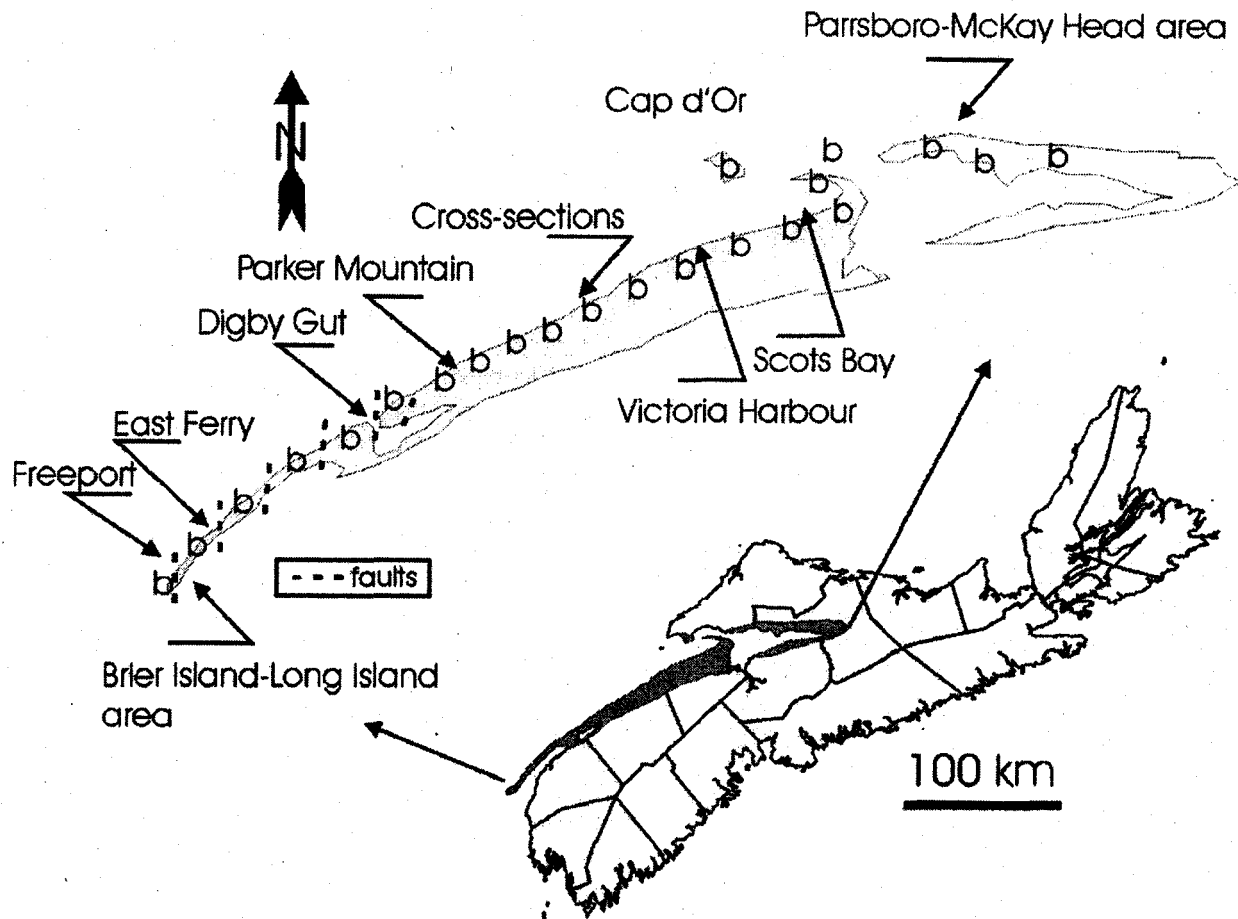 Parrsboro-McKay Head area
Cap d'Or
N
b
b
b
b
b
b
Cross-sections
b
b
b
b
b
b
Parker Mountain
b
b
b
b
b
Digby Gut
b
b
Scots Bay
Victoria Harbour
East Ferry
b
b
b
Freeport
b
faults
Brier Island-Long Island
area
100 km